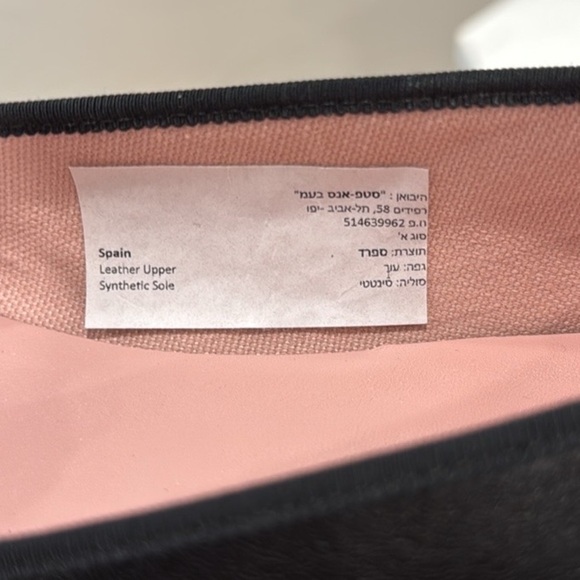 היבואן : "סטפ-אנס בעמ"
רפידים 58, תל-אביב -יפו
ח.פ 514639962
סוג א'
תוצרת: ספרד
גפה: עור
סוליה: סינטטי
Spain
Leather Upper
Synthetic Sole